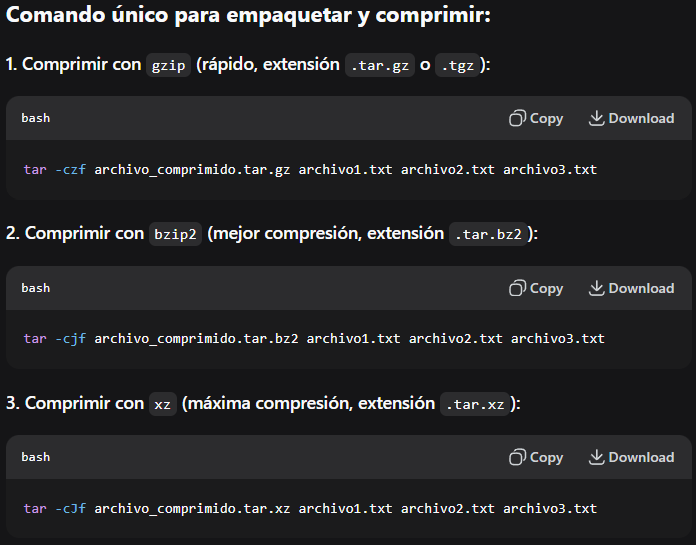 Comando único para empaquetar y comprimir:
1. Comprimir con gzip (rápido, extensión .tar.gz o .tgz):
bash Copy Download
tar -czf archivo_comprimido.tar.gz archivo1.txt archivo2.txt archivo3.txt
2. Comprimir con bzip2 (mejor compresión, extensión .tar.bz2):
bash Copy Download
tar -cjf archivo_comprimido.tar.bz2 archivo1.txt archivo2.txt archivo3.txt
3. Comprimir con xz (máxima compresión, extensión .tar.xz):
bash Copy Download
tar -cJf archivo_comprimido.tar.xz archivo1.txt archivo2.txt archivo3.txt